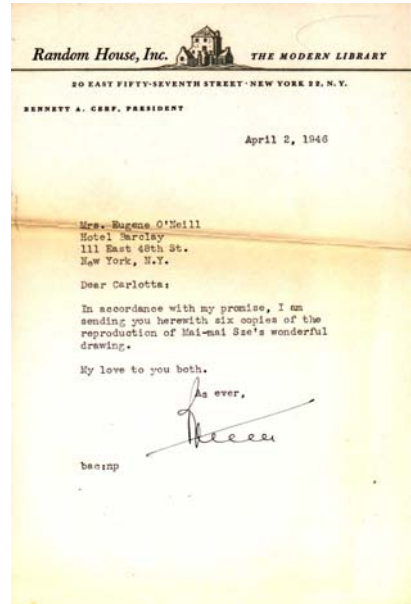 Random House, Inc. THE MODERN LIBRARY
20 EAST FIFTY-SEVENTH STREET · NEW YORK 22, N. Y.
BENNETT A. CERF, PRESIDENT
April 2, 1946
Mrs. Eugene O'Neill
Hotel Barclay
111 East 48th St.
New York, N.Y.
Dear Carlotta:
In accordance with my promise, I am
sending you herewith six copies of the
reproduction of Mai-mai Sze's wonderful
drawing.
My love to you both.
As ever,
bac:np